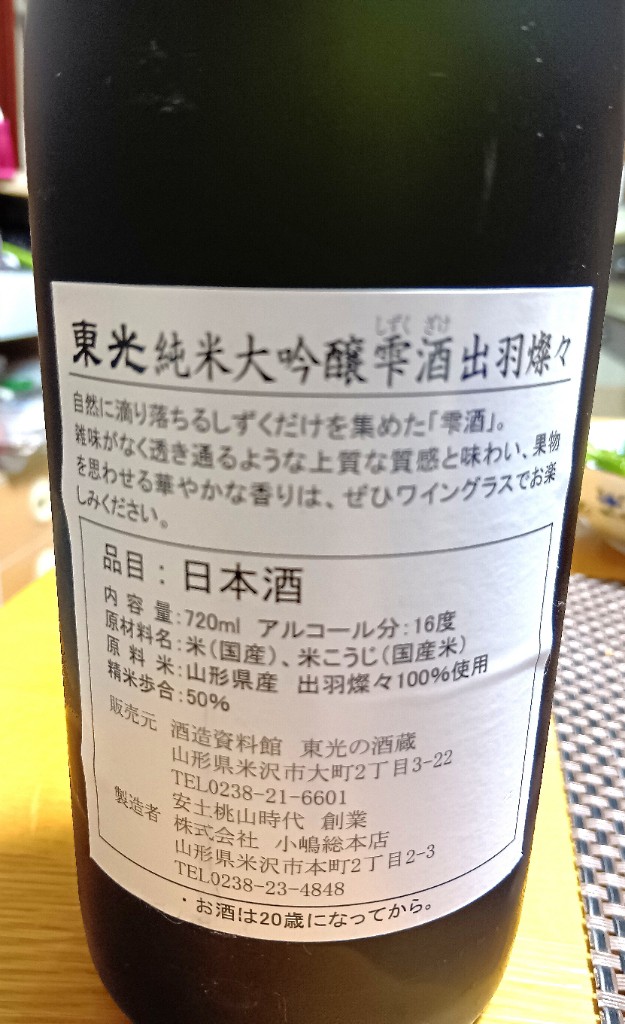 しずく ざけ
東光 純米大吟醸 雫酒 出羽燦々
自然に滴り落ちるしずくだけを集めた「雫酒」。
雑味がなく透き通るような上質な質感と味わい、果物
を思わせる華やかな香りは、ぜひワイングラスでお楽
しみください。
品目：日本酒
内容量：720ml アルコール分：16度
原材料名：米（国産）、米こうじ（国産米）
原料米：山形県産 出羽燦々100%使用
精米歩合：50%
販売元 酒造資料館 東光の酒蔵
山形県米沢市大町2丁目3-22
TEL0238-21-6601
安土桃山時代 創業
製造者 株式会社 小嶋総本店
山形県米沢市本町2丁目2-3
TEL0238-23-4848
・お酒は20歳になってから。